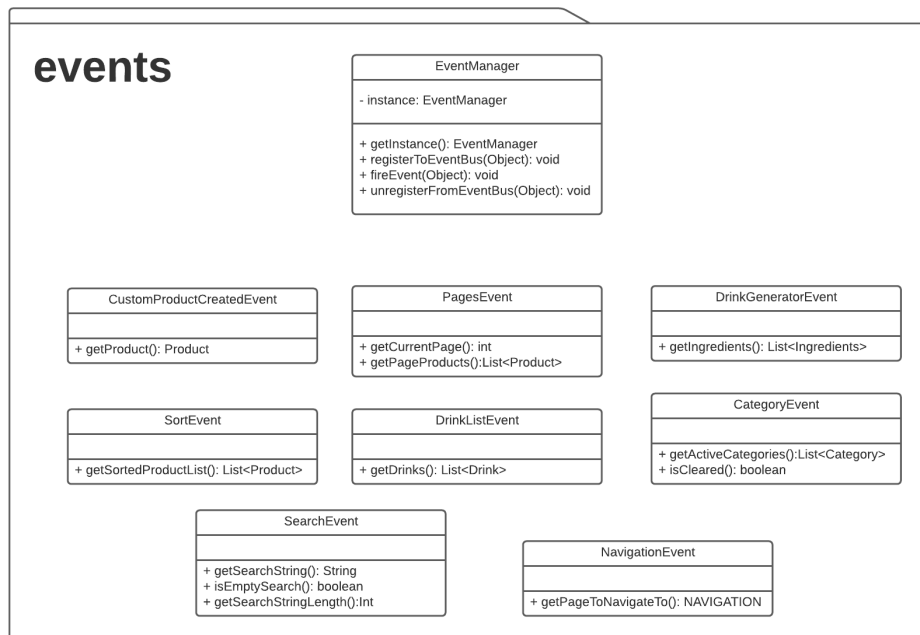 events
EventManager
- instance: EventManager
+ getInstance(): EventManager
+ registerToEventBus(Object): void
+ fireEvent(Object): void
+ unregisterFromEventBus(Object): void
CustomProductCreatedEvent
+ getProduct(): Product
PagesEvent
+ getCurrentPage(): int
+ getPageProducts():List<Product>
DrinkGeneratorEvent
+ getIngredients(): List<Ingredients>
SortEvent
+ getSortedProductList(): List<Product>
DrinkListEvent
+ getDrinks(): List<Drink>
CategoryEvent
+ getActiveCategories():List<Category>
+ isCleared(): boolean
SearchEvent
+ getSearchString(): String
+ isEmptySearch(): boolean
+ getSearchStringLength():Int
NavigationEvent
+ getPageToNavigateTo(): NAVIGATION